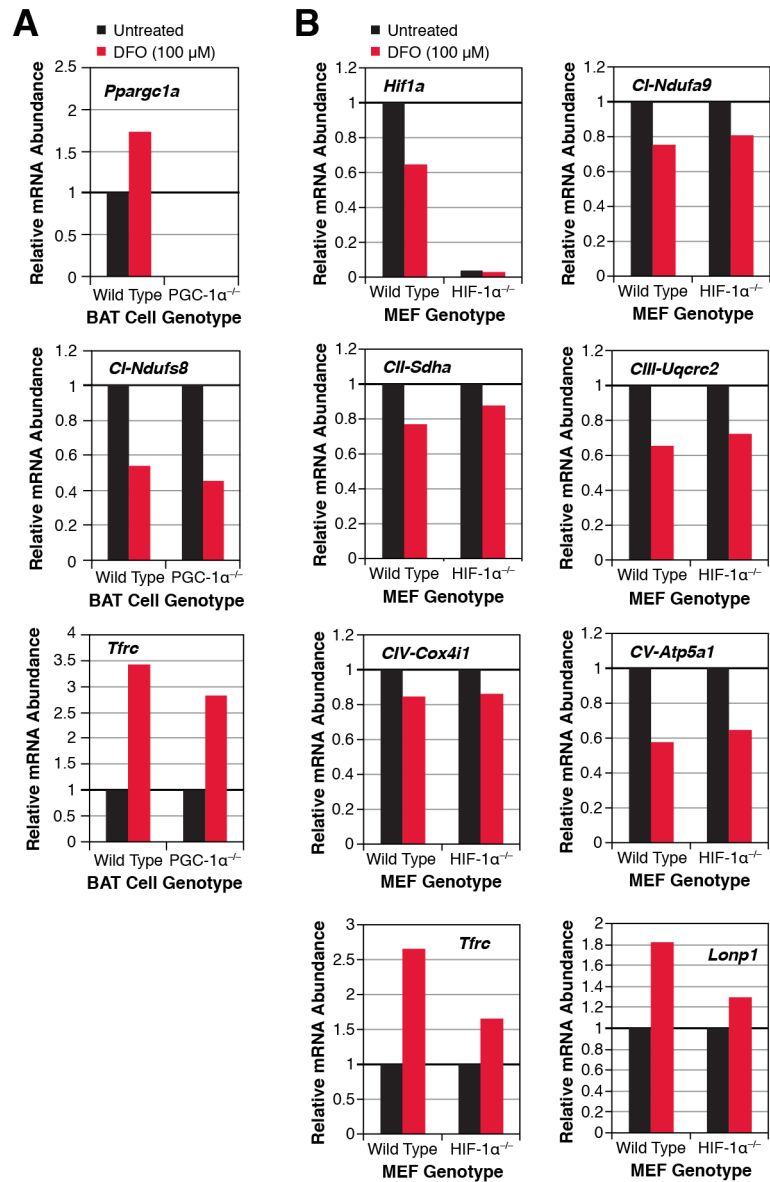 A
Untreated
DFO (100 µM)
Relative mRNA Abundance
2.5
2
1.5
1
0.5
0
Ppargc1a
Wild Type PGC-1α–/–
BAT Cell Genotype
Relative mRNA Abundance
1.2
1
0.8
0.6
0.4
0.2
0
CI-Ndufs8
Wild Type PGC-1α–/–
BAT Cell Genotype
Relative mRNA Abundance
4
3.5
3
2.5
2
1.5
1
0.5
0
Tfrc
Wild Type PGC-1α–/–
BAT Cell Genotype
B
Untreated
DFO (100 µM)
Relative mRNA Abundance
1.2
1
0.8
0.6
0.4
0.2
0
Hif1a
Wild Type HIF-1α–/–
MEF Genotype
Relative mRNA Abundance
1.2
1
0.8
0.6
0.4
0.2
0
CI-Ndufa9
Wild Type HIF-1α–/–
MEF Genotype
Relative mRNA Abundance
1.2
1
0.8
0.6
0.4
0.2
0
CII-Sdha
Wild Type HIF-1α–/–
MEF Genotype
Relative mRNA Abundance
1.2
1
0.8
0.6
0.4
0.2
0
CIII-Uqcrc2
Wild Type HIF-1α–/–
MEF Genotype
Relative mRNA Abundance
1.2
1
0.8
0.6
0.4
0.2
0
CIV-Cox4i1
Wild Type HIF-1α–/–
MEF Genotype
Relative mRNA Abundance
1.2
1
0.8
0.6
0.4
0.2
0
CV-Atp5a1
Wild Type HIF-1α–/–
MEF Genotype
Relative mRNA Abundance
3
2.5
2
1.5
1
0.5
0
Tfrc
Wild Type HIF-1α–/–
MEF Genotype
Relative mRNA Abundance
2
1.8
1.6
1.4
1.2
1
0.8
0.6
0.4
0.2
0
Lonp1
Wild Type HIF-1α–/–
MEF Genotype